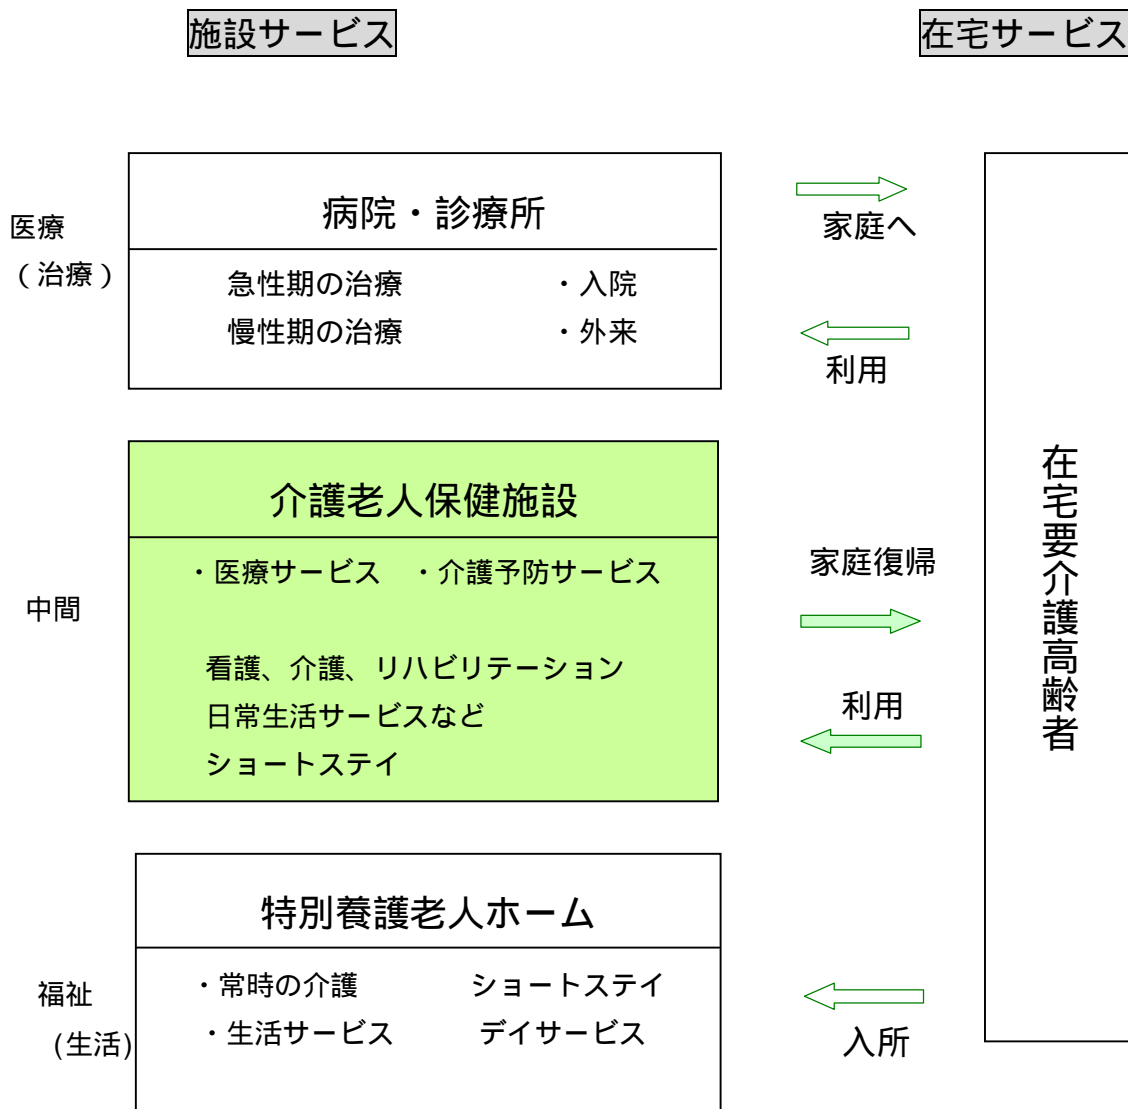 施設サービス
在宅サービス
医療
（治療）
病院・診療所
急性期の治療 ・入院
慢性期の治療 ・外来
家庭へ
利用
中間
介護老人保健施設
・医療サービス ・介護予防サービス
看護、介護、リハビリテーション
日常生活サービスなど
ショートステイ
家庭復帰
利用
在宅要介護高齢者
福祉
(生活)
特別養護老人ホーム
・常時の介護 ショートステイ
・生活サービス デイサービス
入所